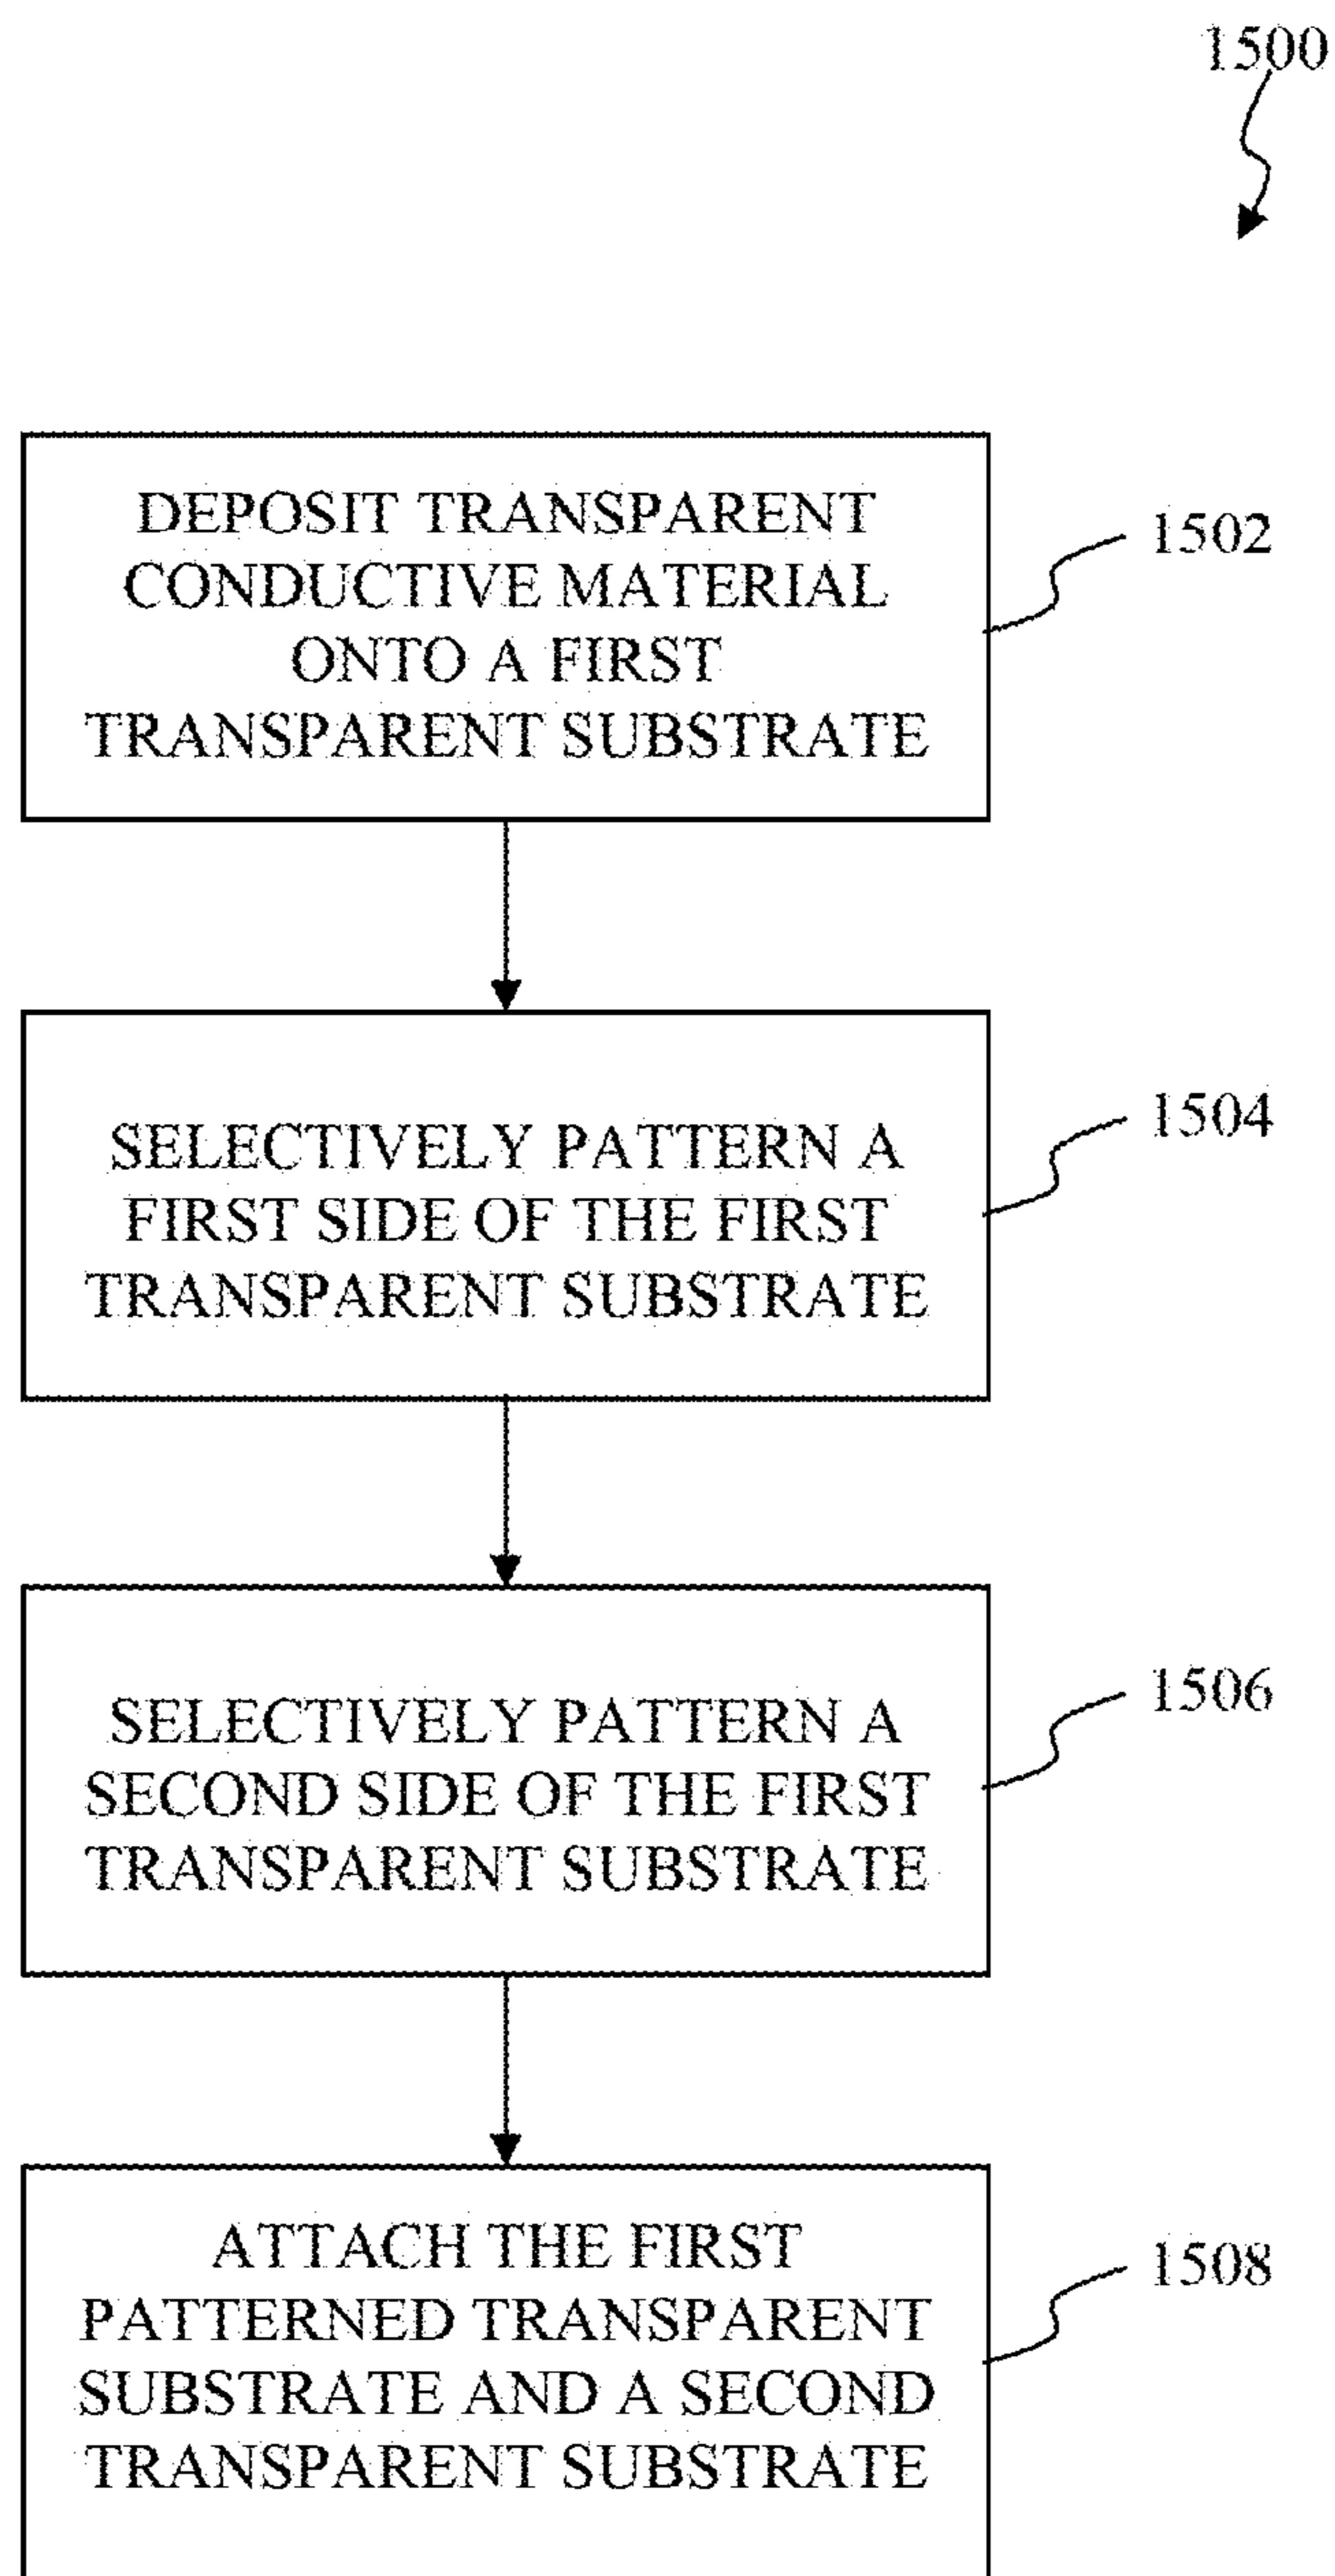 1500
DEPOSIT TRANSPARENT
CONDUCTIVE MATERIAL
ONTO A FIRST
TRANSPARENT SUBSTRATE
1502
SELECTIVELY PATTERN A
FIRST SIDE OF THE FIRST
TRANSPARENT SUBSTRATE
1504
SELECTIVELY PATTERN A
SECOND SIDE OF THE FIRST
TRANSPARENT SUBSTRATE
1506
ATTACH THE FIRST
PATTERNED TRANSPARENT
SUBSTRATE AND A SECOND
TRANSPARENT SUBSTRATE
1508